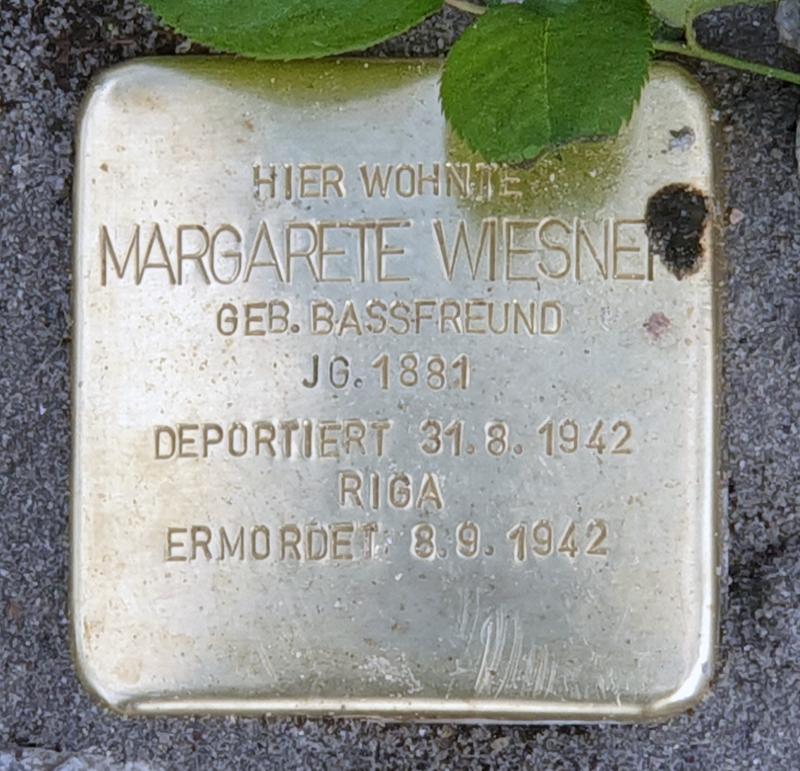 HIER WOHNTE
MARGARETE WIESNER
GEB. BASSFREUND
JG. 1881
DEPORTIERT 31.8.1942
RIGA
ERMORDET 8.9.1942